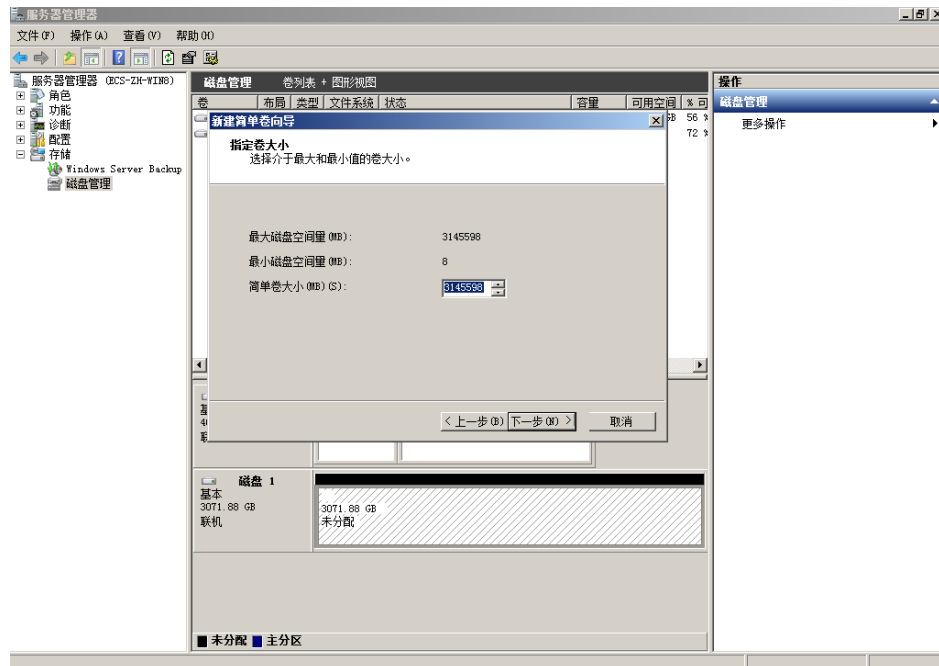 服务器管理器
文件(F) 操作(A) 查看(V) 帮助(H)
服务器管理器 (ECS-ZH-WIN8)
角色
功能
诊断
配置
存储
Windows Server Backup
磁盘管理
磁盘管理 卷列表 + 图形视图
卷 布局 类型 文件系统 状态 容量 可用空间 % 可
56 %
72 %
新建简单卷向导
指定卷大小
选择介于最大和最小值的卷大小。
最大磁盘空间量(MB): 3145598
最小磁盘空间量(MB): 8
简单卷大小(MB)(S): 3145598
< 上一步(B) 下一步(N) > 取消
磁盘 1
基本
3071.88 GB
联机
3071.88 GB
未分配
未分配 主分区
操作
磁盘管理
更多操作